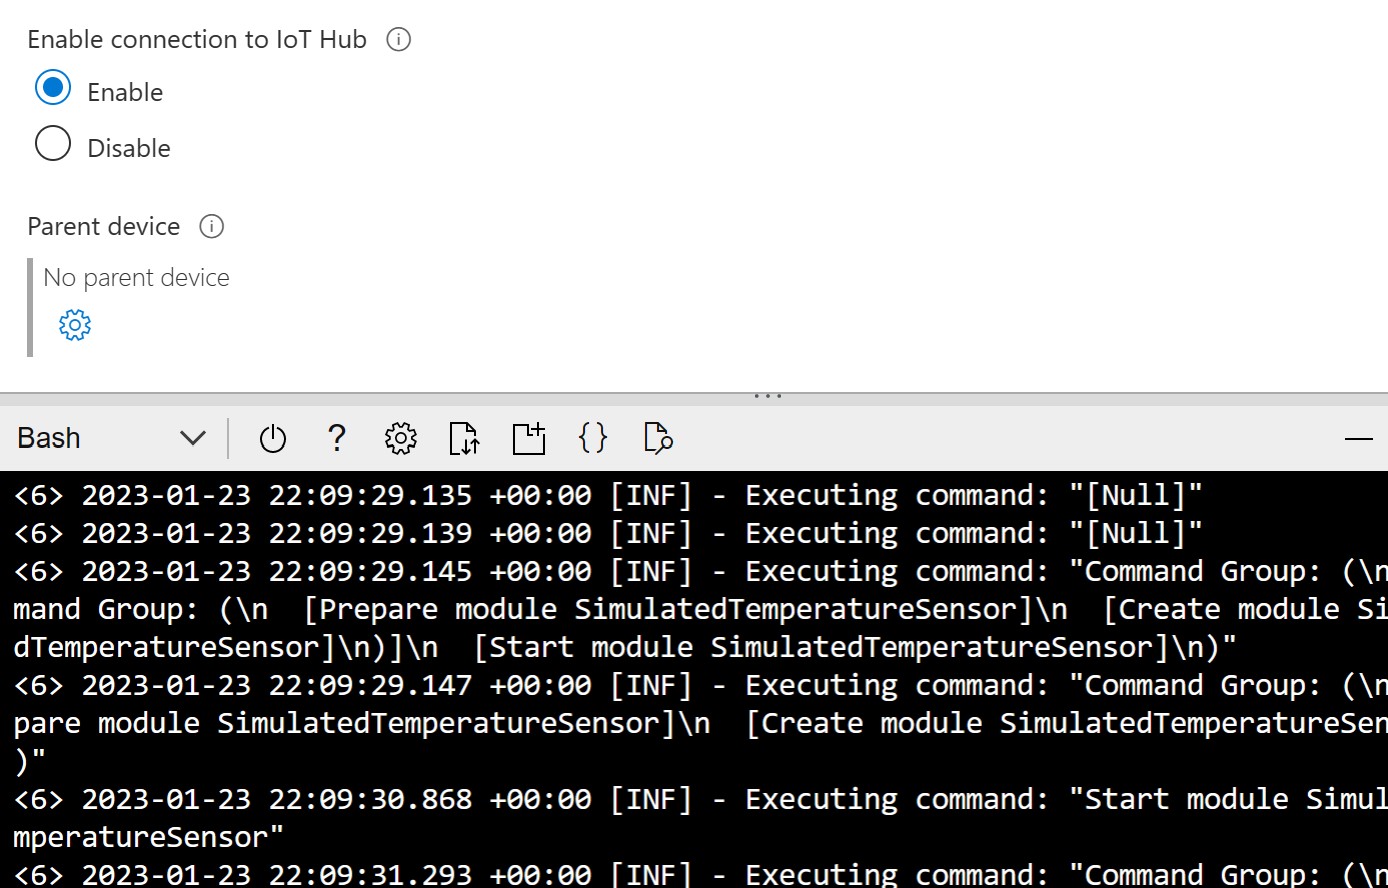 Enable connection to IoT Hub
Enable
Disable
Parent device
No parent device
Bash
<6> 2023-01-23 22:09:29.135 +00:00 [INF] - Executing command: "[Null]"
<6> 2023-01-23 22:09:29.139 +00:00 [INF] - Executing command: "[Null]"
<6> 2023-01-23 22:09:29.145 +00:00 [INF] - Executing command: "Command Group: (\n
mand Group: (\n  [Prepare module SimulatedTemperatureSensor]\n  [Create module Si
dTemperatureSensor]\n)]\n  [Start module SimulatedTemperatureSensor]\n)"
<6> 2023-01-23 22:09:29.147 +00:00 [INF] - Executing command: "Command Group: (\n
pare module SimulatedTemperatureSensor]\n  [Create module SimulatedTemperatureSen
)"
<6> 2023-01-23 22:09:30.868 +00:00 [INF] - Executing command: "Start module Simul
mperatureSensor"
<6> 2023-01-23 22:09:31.293 +00:00 [INF] - Executing command: "Command Group: (\n